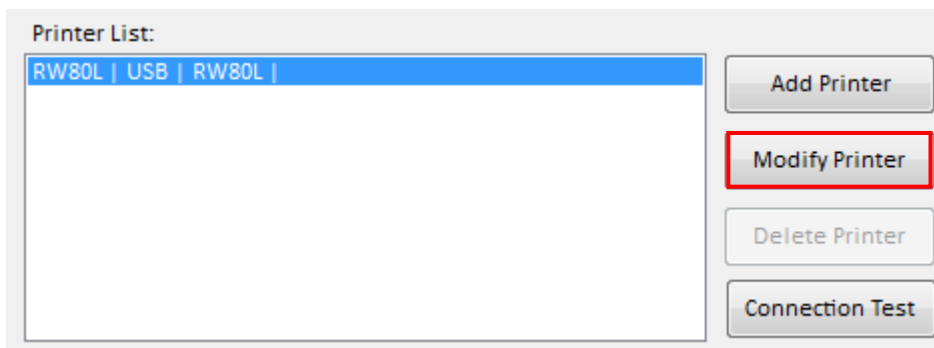 Printer List:
RW80L | USB | RW80L |
Add Printer
Modify Printer
Delete Printer
Connection Test